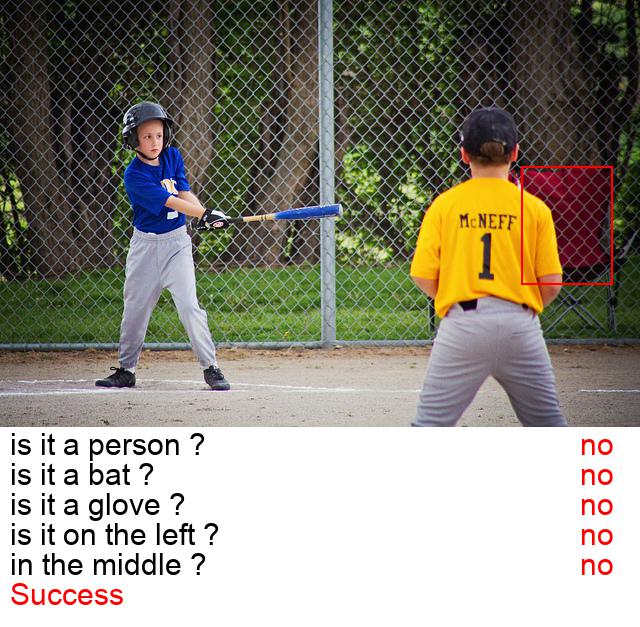 McNEFF
1
is it a person ? no
is it a bat ? no
is it a glove ? no
is it on the left ? no
in the middle ? no
Success